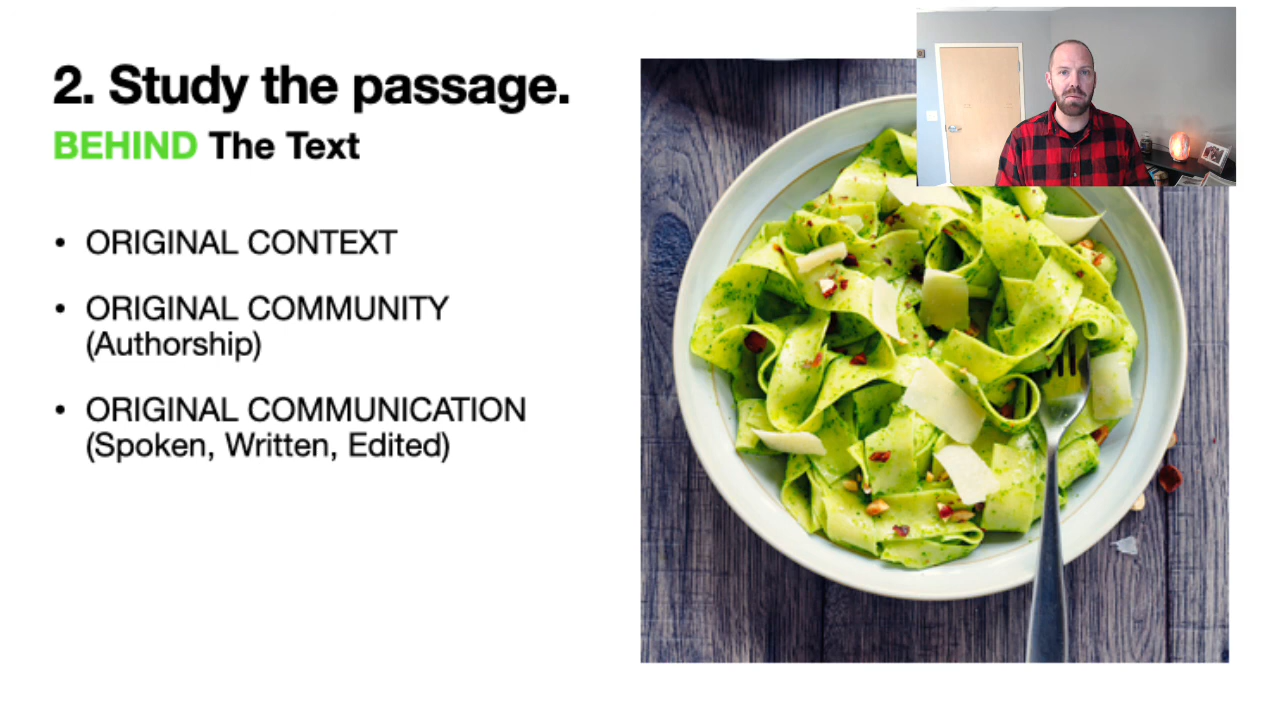 2. Study the passage.
BEHIND The Text
• ORIGINAL CONTEXT
• ORIGINAL COMMUNITY
(Authorship)
• ORIGINAL COMMUNICATION
(Spoken, Written, Edited)